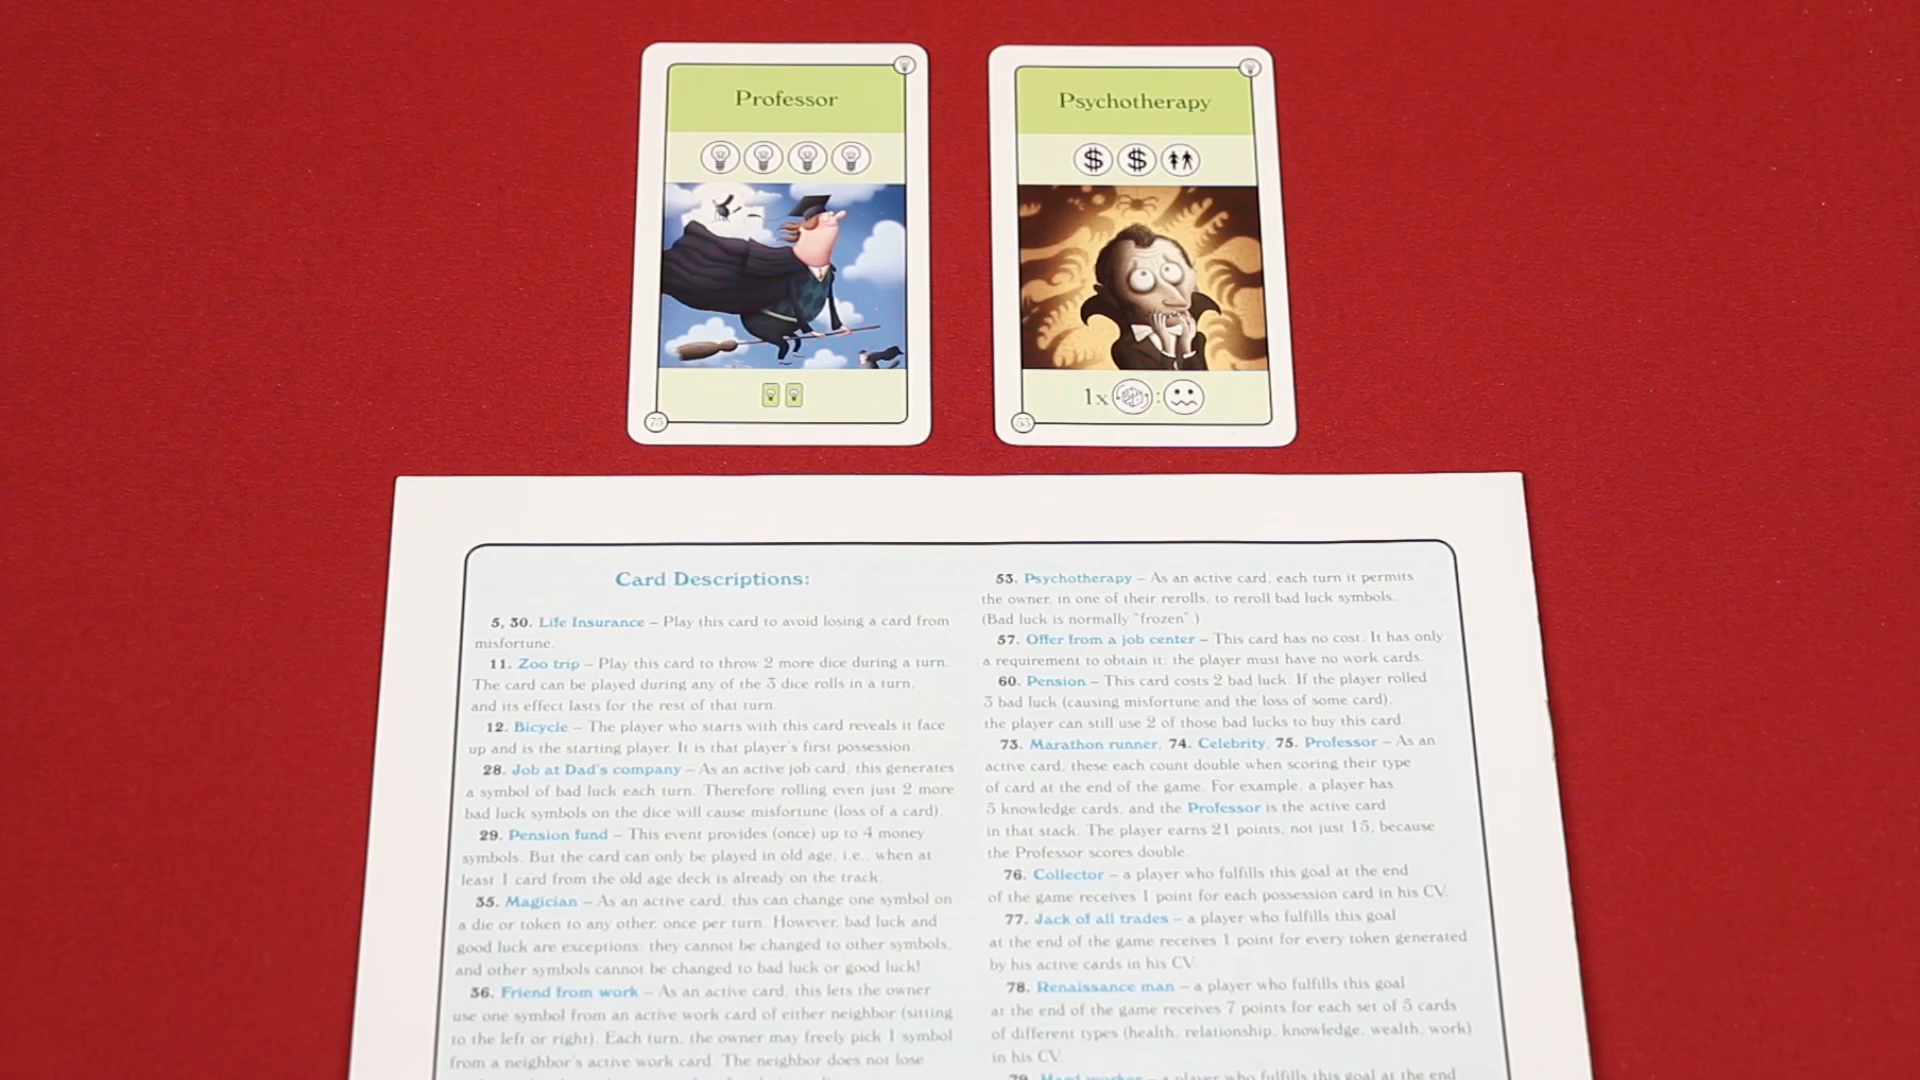 Professor
75
Psychotherapy
$ $
1x :
53
Card Descriptions:
5, 30. Life Insurance – Play this card to avoid losing a card from
misfortune.
11. Zoo trip – Play this card to throw 2 more dice during a turn.
The card can be played during any of the 3 dice rolls in a turn,
and its effect lasts for the rest of that turn.
12. Bicycle – The player who starts with this card reveals it face
up and is the starting player. It is that player's first possession.
28. Job at Dad's company – As an active job card, this generates
a symbol of bad luck each turn. Therefore rolling even just 2 more
bad luck symbols on the dice will cause misfortune (loss of a card).
29. Pension fund – This event provides (once) up to 4 money
symbols. But the card can only be played in old age, i.e., when at
least 1 card from the old age deck is already on the track.
35. Magician – As an active card, this can change one symbol on
a die or token to any other, once per turn. However, bad luck and
good luck are exceptions: they cannot be changed to other symbols,
and other symbols cannot be changed to bad luck or good luck!
36. Friend from work – As an active card, this lets the owner
use one symbol from an active work card of either neighbor (sitting
to the left or right). Each turn, the owner may freely pick 1 symbol
from a neighbor's active work card. The neighbor does not lose
53. Psychotherapy – As an active card, each turn it permits
the owner, in one of their rerolls, to reroll bad luck symbols.
(Bad luck is normally "frozen".)
57. Offer from a job center – This card has no cost. It has only
a requirement to obtain it: the player must have no work cards.
60. Pension – This card costs 2 bad luck. If the player rolled
3 bad luck (causing misfortune and the loss of some card),
the player can still use 2 of those bad lucks to buy this card.
73. Marathon runner, 74. Celebrity, 75. Professor – As an
active card, these each count double when scoring their type
of card at the end of the game. For example, a player has
5 knowledge cards, and the Professor is the active card
in that stack. The player earns 21 points, not just 15, because
the Professor scores double.
76. Collector – a player who fulfills this goal at the end
of the game receives 1 point for each possession card in his CV.
77. Jack of all trades – a player who fulfills this goal
at the end of the game receives 1 point for every token generated
by his active cards in his CV.
78. Renaissance man – a player who fulfills this goal
at the end of the game receives 7 points for each set of 5 cards
of different types (health, relationship, knowledge, wealth, work)
in his CV.
79. Hard worker – a player who fulfills this goal at the end